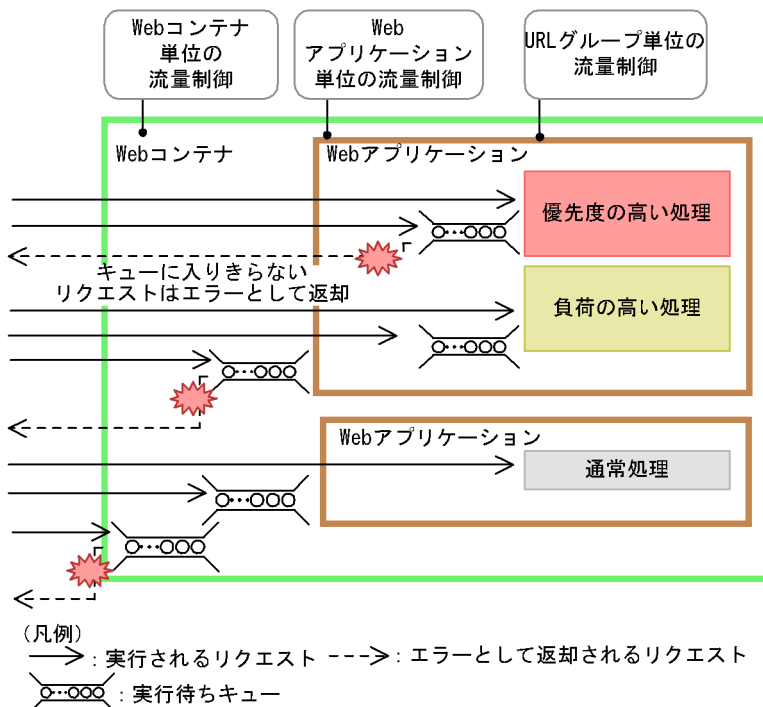 Webコンテナ
単位の
流量制御
Web
アプリケーション
単位の流量制御
URLグループ単位の
流量制御
Webコンテナ
Webアプリケーション
優先度の高い処理
キューに入りきらない
リクエストはエラーとして返却
負荷の高い処理
Webアプリケーション
通常処理
(凡例)
：実行されるリクエスト
：エラーとして返却されるリクエスト
：実行待ちキュー